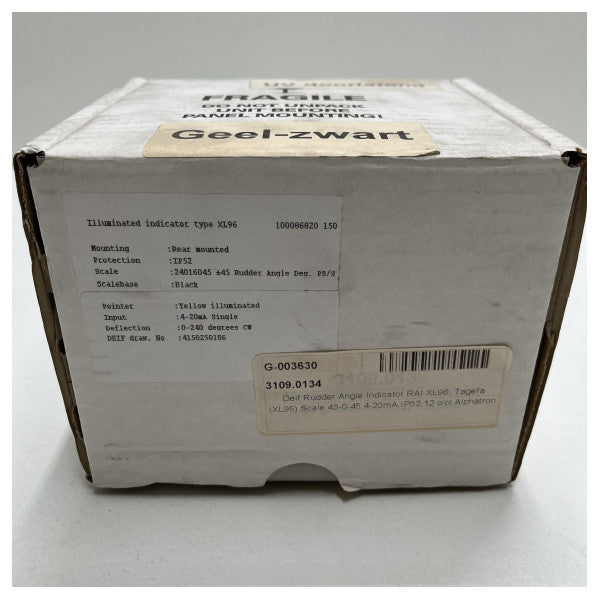 UV doorlatend
FRAGILE
DO NOT UNPACK
UNIT BEFORE
PANEL MOUNTING!
Geel-zwart
Illuminated indicator type XL96 100086820 150
Mounting :Rear mounted
Protection :IP52
Scale :24016045 ±45 Rudder Angle Deg. PS/S
Scalebase :Black
Pointer :Yellow illuminated
Input :4-20mA Single
Deflection :0-240 degrees CW
DEIF draw. No :4150250186
G-003630
3109.0134
Deif Rudder Angle Indicator RAI XL96, Tagefa
(XL96) Scale 45-0-45 4-20mA IP52 12 o'cl Alphatron